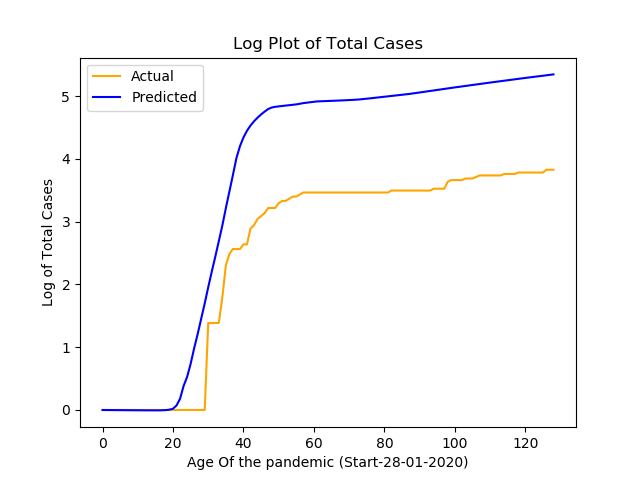 Log Plot of Total Cases
Actual
Predicted
Log of Total Cases
5
4
3
2
1
0
0 20 40 60 80 100 120
Age Of the pandemic (Start-28-01-2020)